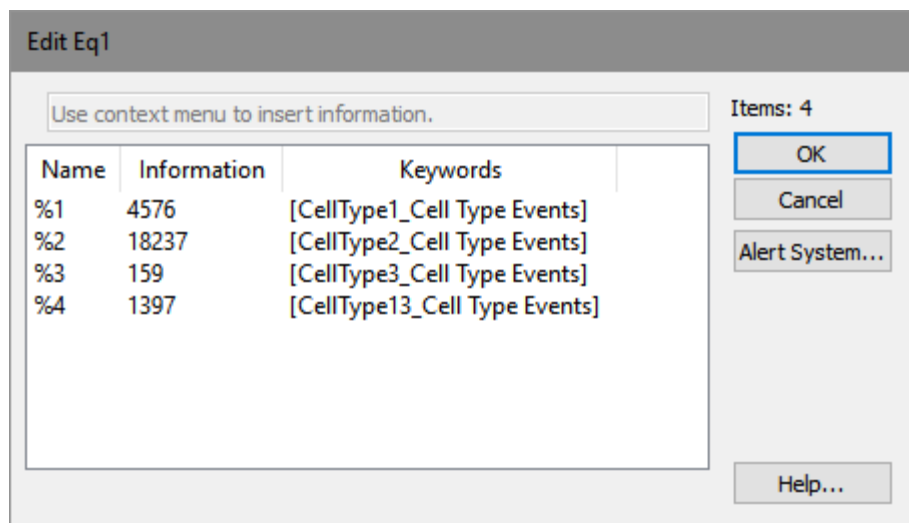 Edit Eq1
Use context menu to insert information.
Items: 4
Name Information Keywords
%1 4576 [CellType1_Cell Type Events]
%2 18237 [CellType2_Cell Type Events]
%3 159 [CellType3_Cell Type Events]
%4 1397 [CellType13_Cell Type Events]
OK
Cancel
Alert System...
Help...